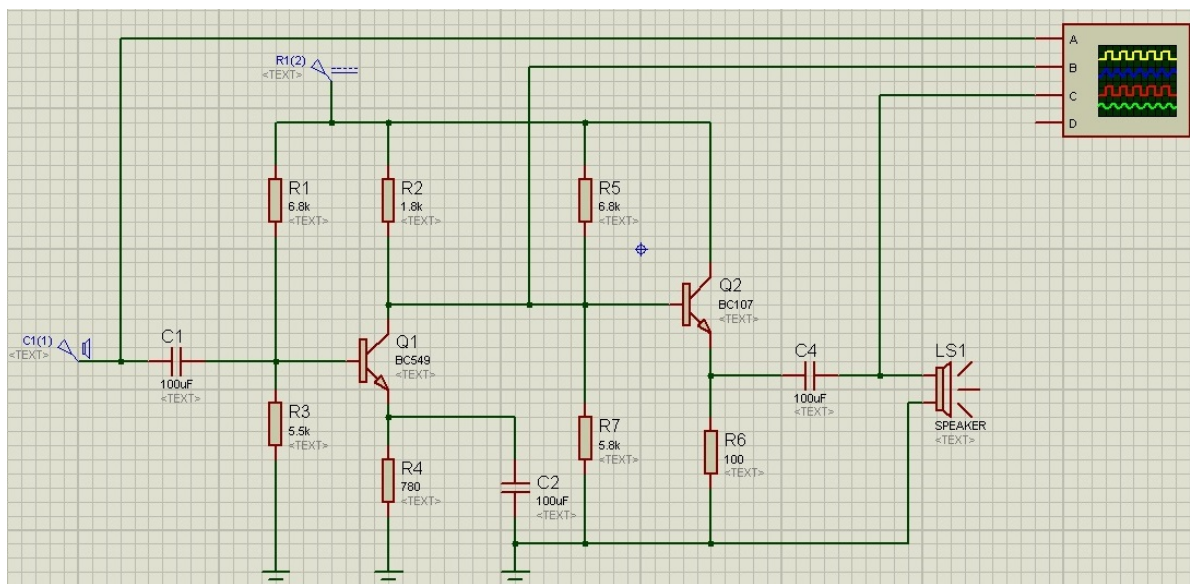 A
B
C
D
R1(2)
<TEXT>
R1
6.8k
<TEXT>
R2
1.8k
<TEXT>
R5
6.8k
<TEXT>
Q2
BC107
<TEXT>
C1(1)
<TEXT>
C1
100uF
<TEXT>
Q1
BC549
<TEXT>
C4
100uF
<TEXT>
LS1
SPEAKER
<TEXT>
R3
5.5k
<TEXT>
R4
780
<TEXT>
C2
100uF
<TEXT>
R7
5.8k
<TEXT>
R6
100
<TEXT>